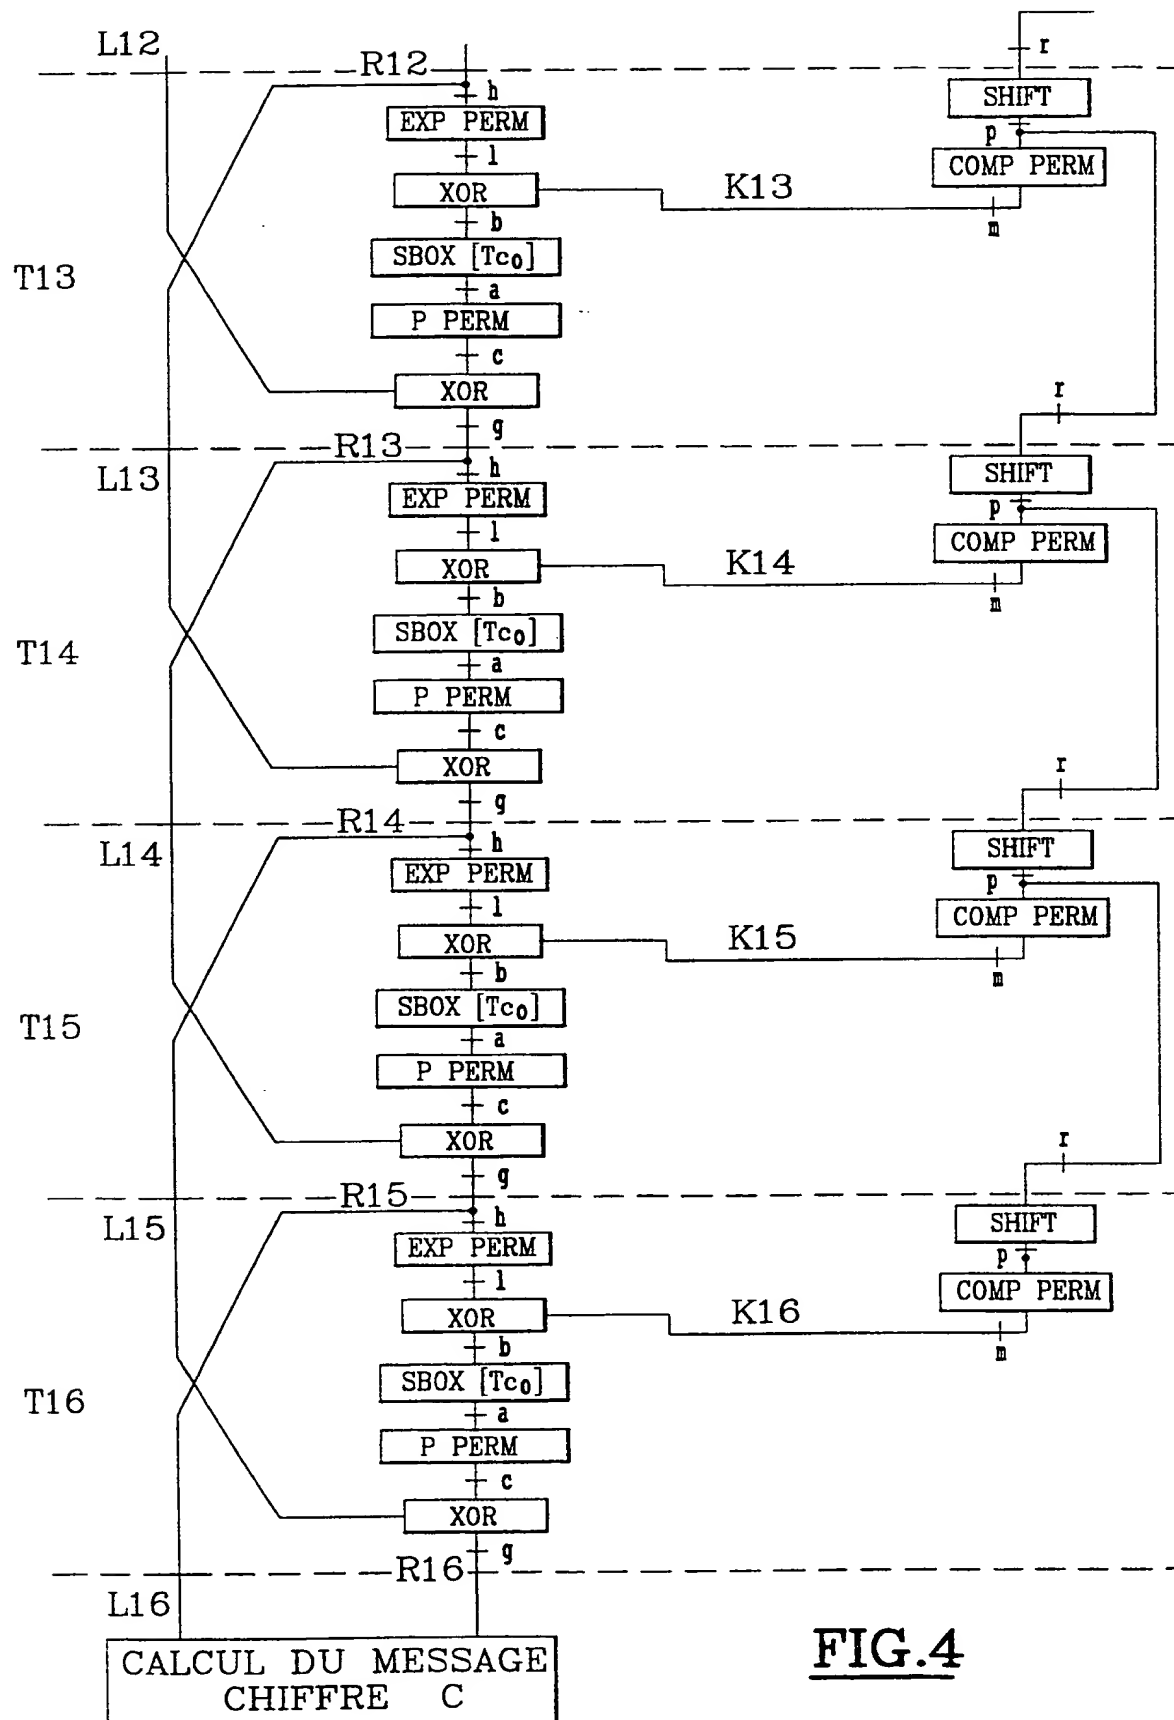 L12
R12
r
h
SHIFT
EXP PERM
p
l
COMP PERM
XOR
K13
m
b
T13
SBOX [Tc0]
a
P PERM
c
XOR
r
g
R13
L13
h
SHIFT
EXP PERM
p
l
COMP PERM
XOR
K14
m
b
T14
SBOX [Tc0]
a
P PERM
c
XOR
r
g
R14
L14
h
SHIFT
EXP PERM
p
l
COMP PERM
XOR
K15
m
b
T15
SBOX [Tc0]
a
P PERM
c
XOR
r
g
R15
L15
h
SHIFT
EXP PERM
p
l
COMP PERM
XOR
K16
m
b
T16
SBOX [Tc0]
a
P PERM
c
XOR
g
R16
L16
CALCUL DU MESSAGE
CHIFFRE C
FIG.4